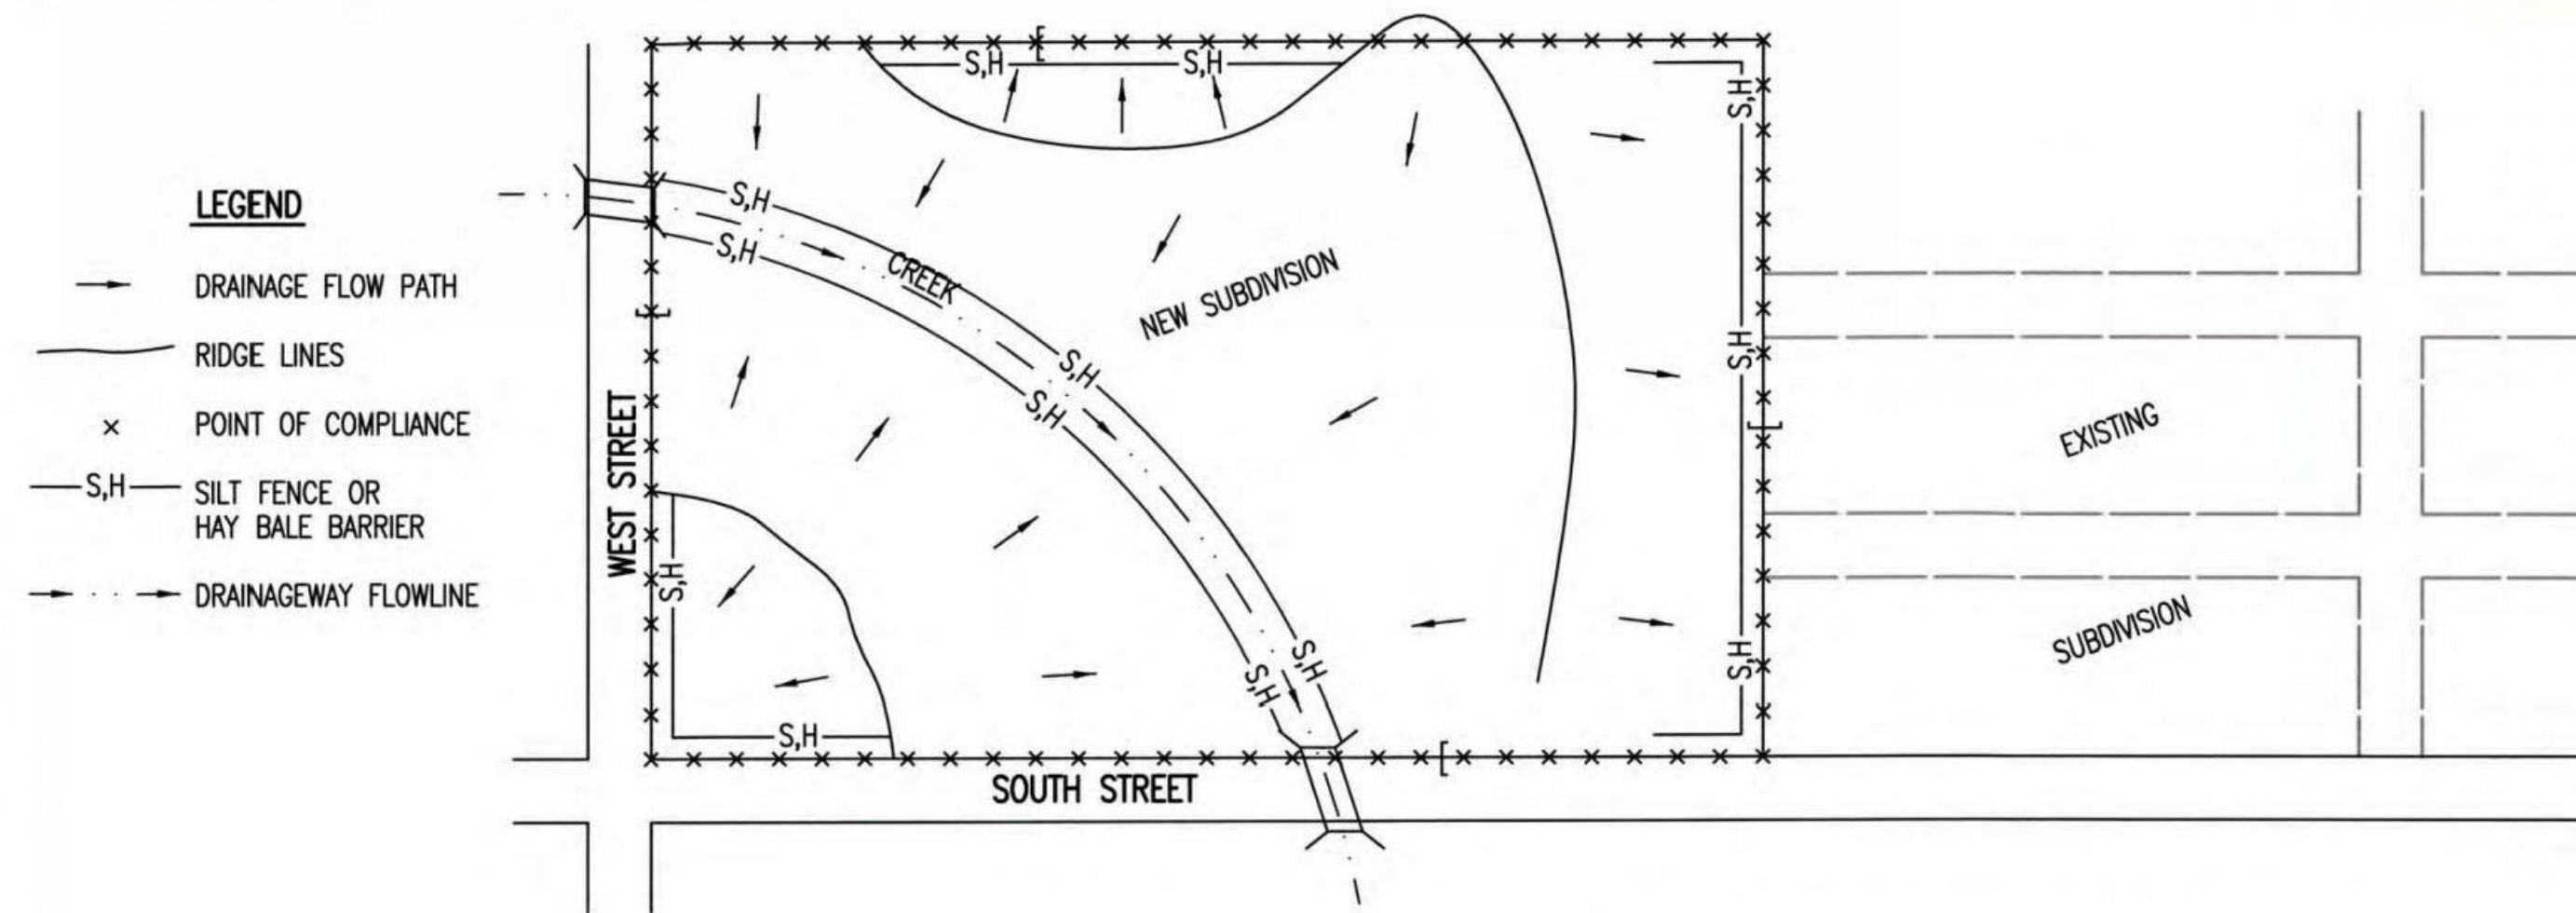 LEGEND
DRAINAGE FLOW PATH
RIDGE LINES
× POINT OF COMPLIANCE
S,H SILT FENCE OR
HAY BALE BARRIER
DRAINAGEWAY FLOWLINE
S,H
S,H
S,H
S,H
S,H
CREEK
NEW SUBDIVISION
S,H
S,H
S,H
WEST STREET
EXISTING
S,H
S,H
S,H
S,H
S,H
S,H
SUBDIVISION
SOUTH STREET